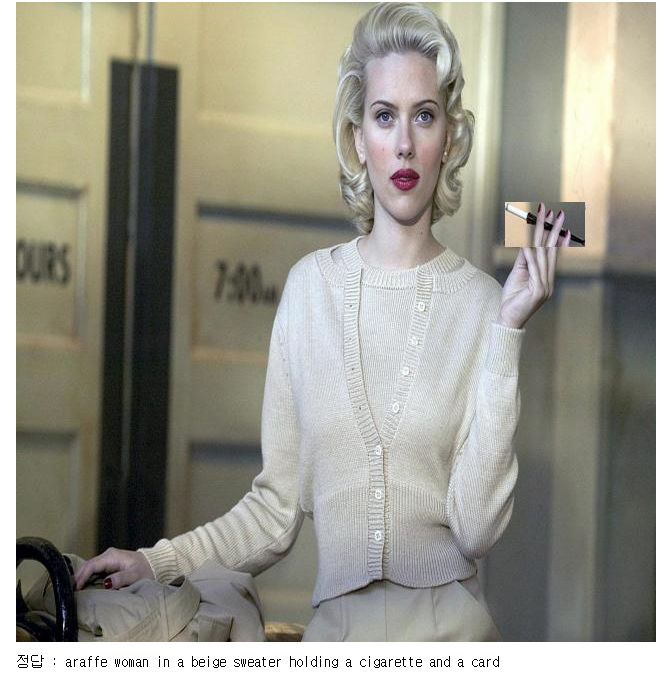 OURS
7:00
정답 : araffe woman in a beige sweater holding a cigarette and a card